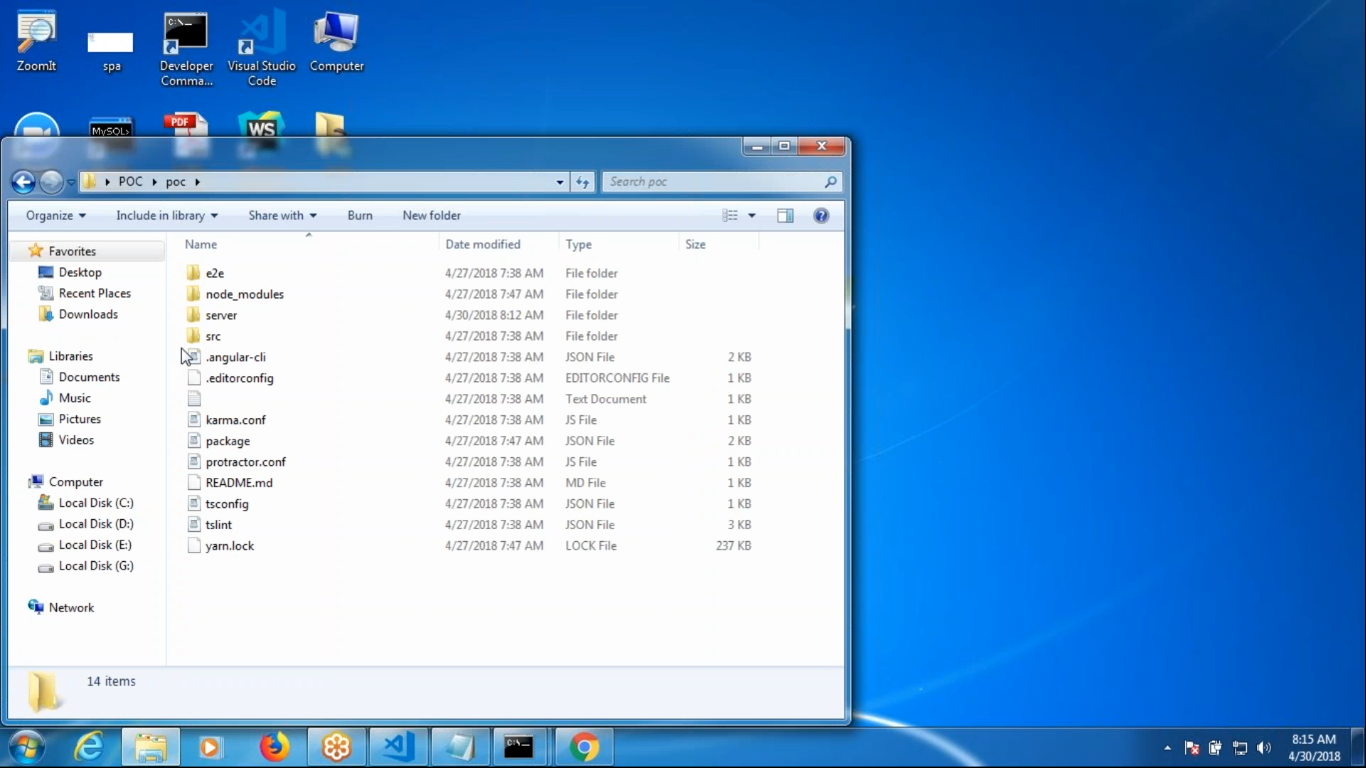 ZoomIt
spa
Developer
Comma...
Visual Studio
Code
Computer
C:\_
MySQL>
PDF
WS
POC
poc
Search poc
Organize
Include in library
Share with
Burn
New folder
Favorites
Desktop
Recent Places
Downloads
Libraries
Documents
Music
Pictures
Videos
Computer
Local Disk (C:)
Local Disk (D:)
Local Disk (E:)
Local Disk (G:)
Network
Name Date modified Type Size
e2e 4/27/2018 7:38 AM File folder
node_modules 4/27/2018 7:47 AM File folder
server 4/30/2018 8:12 AM File folder
src 4/27/2018 7:38 AM File folder
.angular-cli 4/27/2018 7:38 AM JSON File 2 KB
.editorconfig 4/27/2018 7:38 AM EDITORCONFIG File 1 KB
4/27/2018 7:38 AM Text Document 1 KB
karma.conf 4/27/2018 7:38 AM JS File 1 KB
package 4/27/2018 7:47 AM JSON File 2 KB
protractor.conf 4/27/2018 7:38 AM JS File 1 KB
README.md 4/27/2018 7:38 AM MD File 1 KB
tsconfig 4/27/2018 7:38 AM JSON File 1 KB
tslint 4/27/2018 7:38 AM JSON File 3 KB
yarn.lock 4/27/2018 7:47 AM LOCK File 237 KB
14 items
C:\_
8:15 AM
4/30/2018